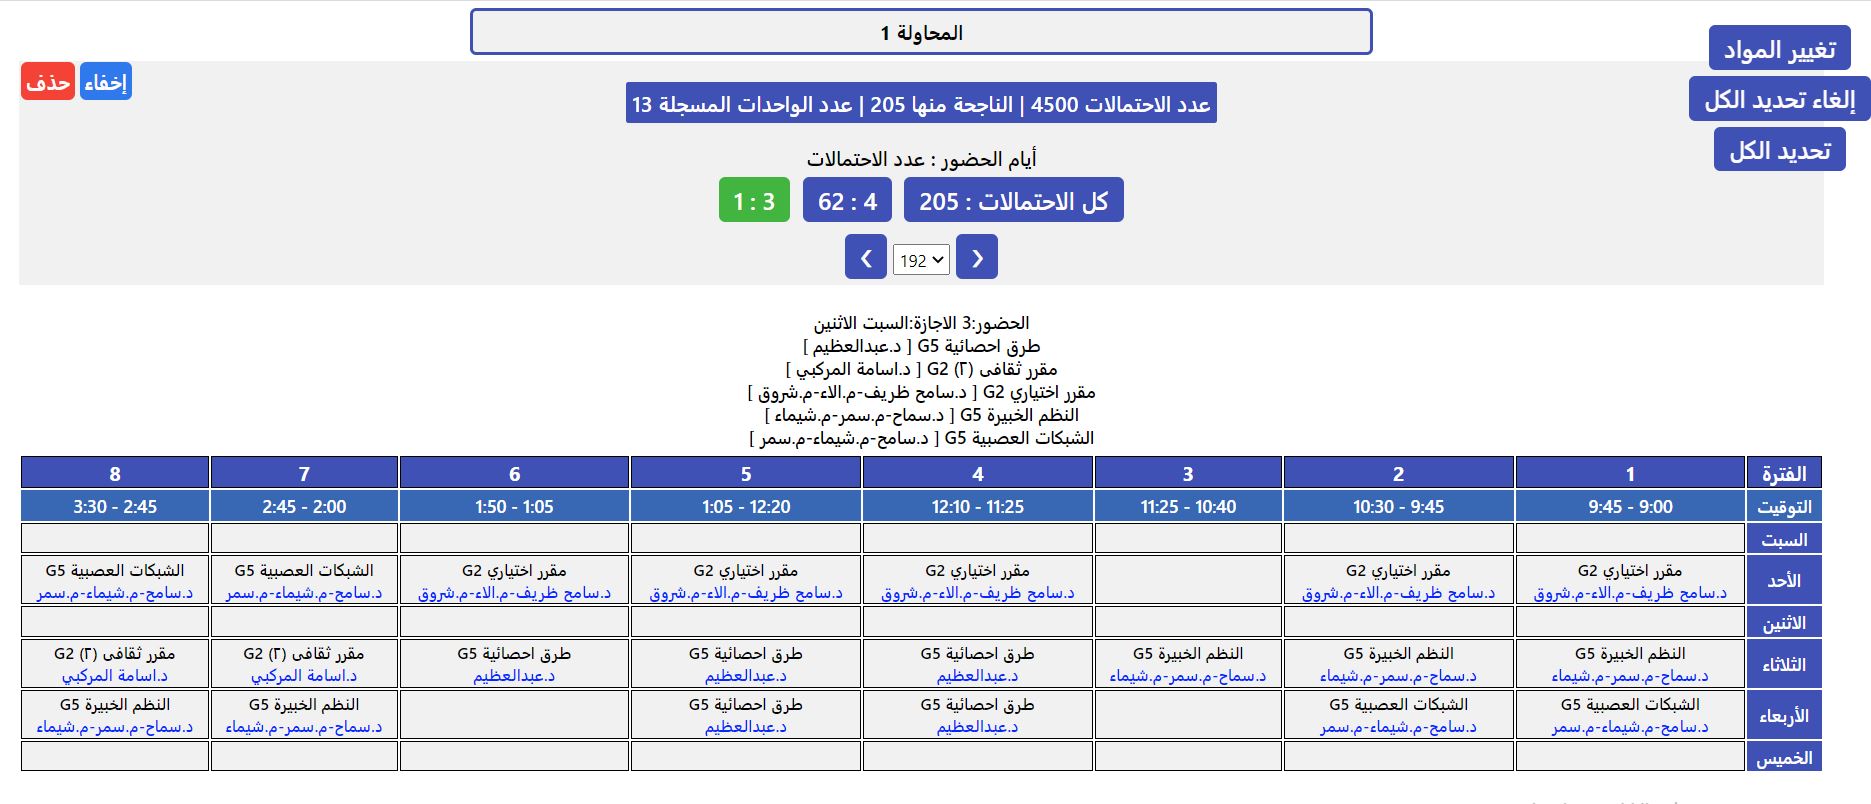 المحاولة 1
تغيير المواد
إلغاء تحديد الكل
تحديد الكل
إخفاء حذف
عدد الاحتمالات 4500 | الناجحة منها 205 | عدد الواحدات المسجلة 13
أيام الحضور : عدد الاحتمالات
كل الاحتمالات : 205 4 : 62 3 : 1
192
الحضور:3 الاجازة:السبت الاثنين
طرق احصائية G5 [ د.عبدالعظيم ]
مقرر ثقافى (٢) G2 [ د.اسامة المركبي ]
مقرر اختياري G2 [ د.سامح ظريف-م.الاء-م.شروق ]
النظم الخبيرة G5 [ د.سماح-م.سمر-م.شيماء ]
الشبكات العصبية G5 [ د.سامح-م.شيماء-م.سمر ]
الفترة 1 2 3 4 5 6 7 8
التوقيت 9:00 - 9:45 9:45 - 10:30 10:40 - 11:25 11:25 - 12:10 12:20 - 1:05 1:05 - 1:50 2:00 - 2:45 2:45 - 3:30
السبت
الأحد
مقرر اختياري G2 مقرر اختياري G2 مقرر اختياري G2 مقرر اختياري G2 مقرر اختياري G2 الشبكات العصبية G5 الشبكات العصبية G5
د.سامح ظريف-م.الاء-م.شروق د.سامح ظريف-م.الاء-م.شروق د.سامح ظريف-م.الاء-م.شروق د.سامح ظريف-م.الاء-م.شروق د.سامح ظريف-م.الاء-م.شروق د.سامح-م.شيماء-م.سمر د.سامح-م.شيماء-م.سمر
الاثنين
الثلاثاء
النظم الخبيرة G5 النظم الخبيرة G5 النظم الخبيرة G5 طرق احصائية G5 طرق احصائية G5 طرق احصائية G5 مقرر ثقافى (٢) G2 مقرر ثقافى (٢) G2
د.سماح-م.سمر-م.شيماء د.سماح-م.سمر-م.شيماء د.سماح-م.سمر-م.شيماء د.عبدالعظيم د.عبدالعظيم د.عبدالعظيم د.اسامة المركبي د.اسامة المركبي
الأربعاء
الشبكات العصبية G5 الشبكات العصبية G5 طرق احصائية G5 طرق احصائية G5 النظم الخبيرة G5 النظم الخبيرة G5
د.سامح-م.شيماء-م.سمر د.سامح-م.شيماء-م.سمر د.عبدالعظيم د.عبدالعظيم د.سماح-م.سمر-م.شيماء د.سماح-م.سمر-م.شيماء
الخميس